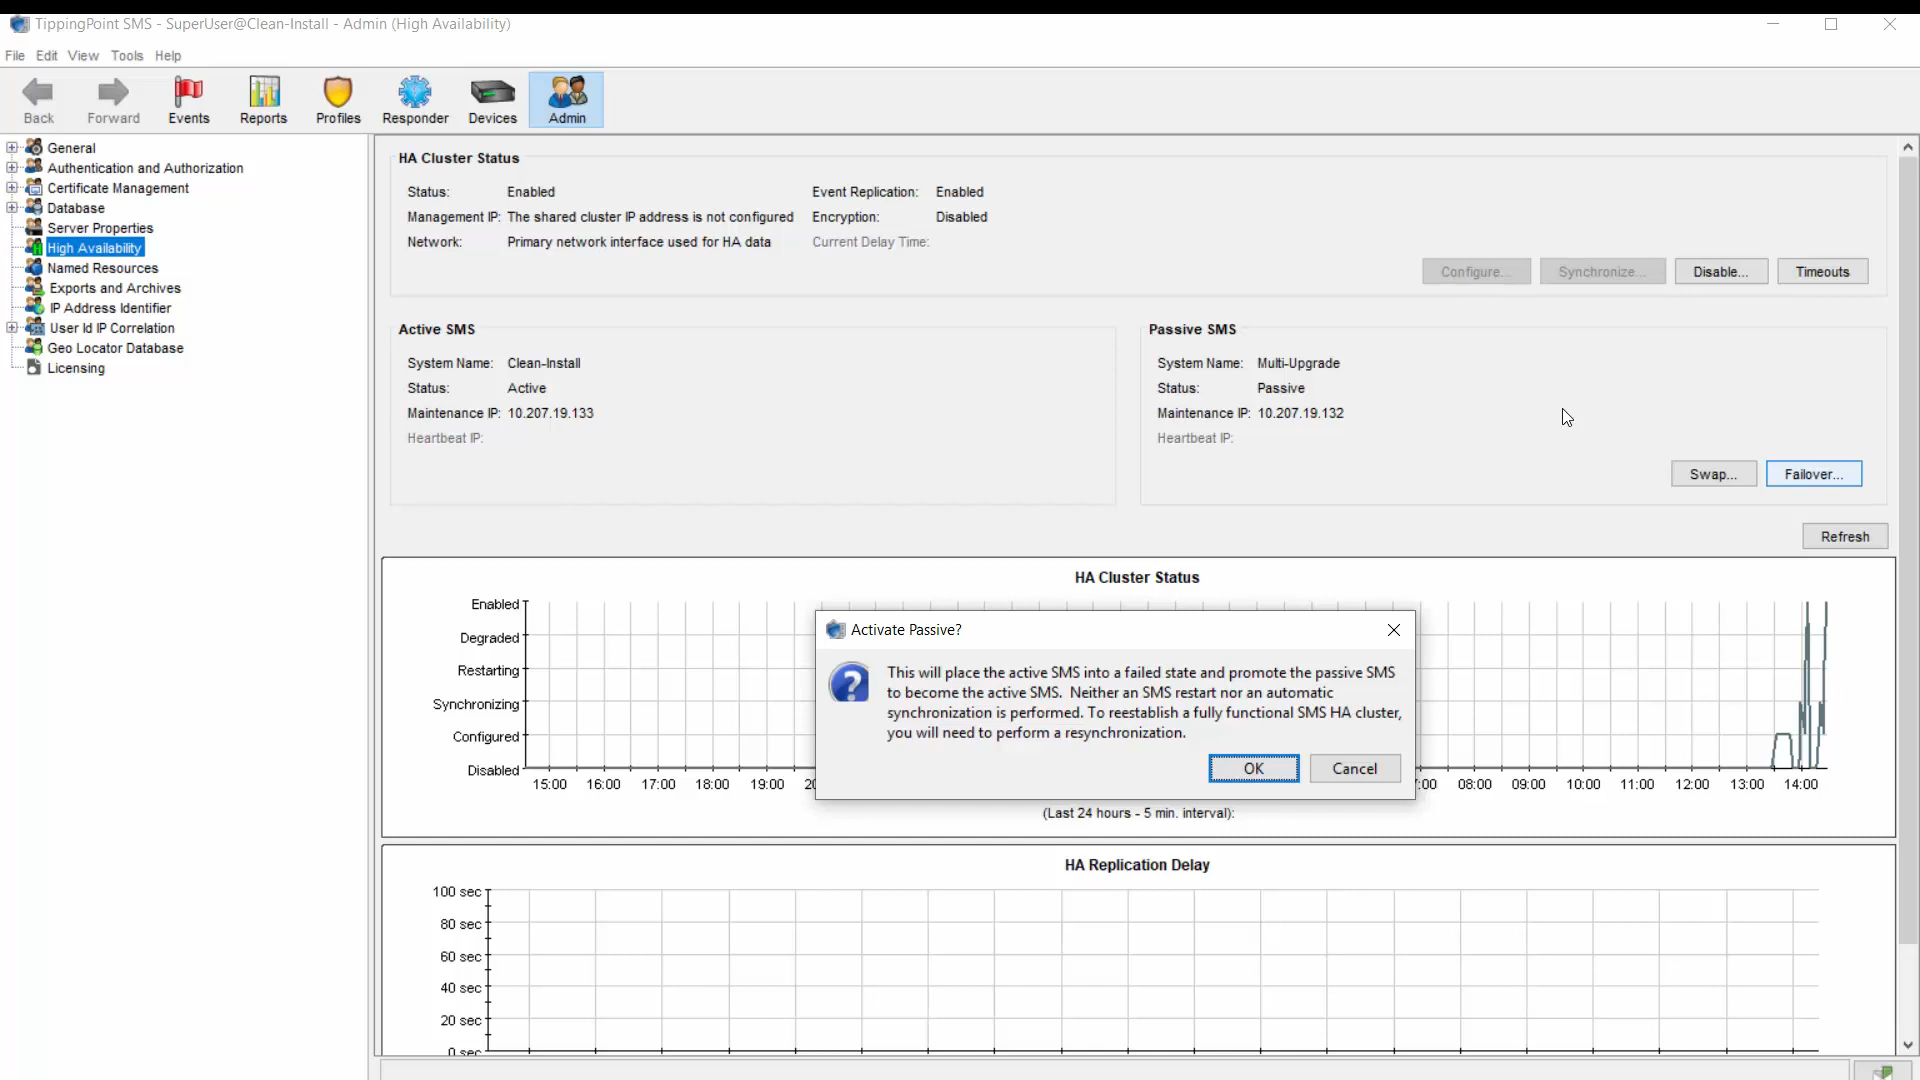 TippingPoint SMS - SuperUser@Clean-Install - Admin (High Availability)
File Edit View Tools Help
Back Forward Events Reports Profiles Responder Devices Admin
General
Authentication and Authorization
Certificate Management
Database
Server Properties
High Availability
Named Resources
Exports and Archives
IP Address Identifier
User Id IP Correlation
Geo Locator Database
Licensing
HA Cluster Status
Status: Enabled Event Replication: Enabled
Management IP: The shared cluster IP address is not configured Encryption: Disabled
Network: Primary network interface used for HA data Current Delay Time:
Configure... Synchronize... Disable... Timeouts
Active SMS
System Name: Clean-Install
Status: Active
Maintenance IP: 10.207.19.133
Heartbeat IP:
Passive SMS
System Name: Multi-Upgrade
Status: Passive
Maintenance IP: 10.207.19.132
Heartbeat IP:
Swap... Failover...
Refresh
HA Cluster Status
Enabled
Degraded
Restarting
Synchronizing
Configured
Disabled
15:00 16:00 17:00 18:00 19:00 08:00 09:00 10:00 11:00 12:00 13:00 14:00
(Last 24 hours - 5 min. interval):
Activate Passive?
This will place the active SMS into a failed state and promote the passive SMS
to become the active SMS. Neither an SMS restart nor an automatic
synchronization is performed. To reestablish a fully functional SMS HA cluster,
you will need to perform a resynchronization.
OK Cancel
HA Replication Delay
100 sec
80 sec
60 sec
40 sec
20 sec
0 sec